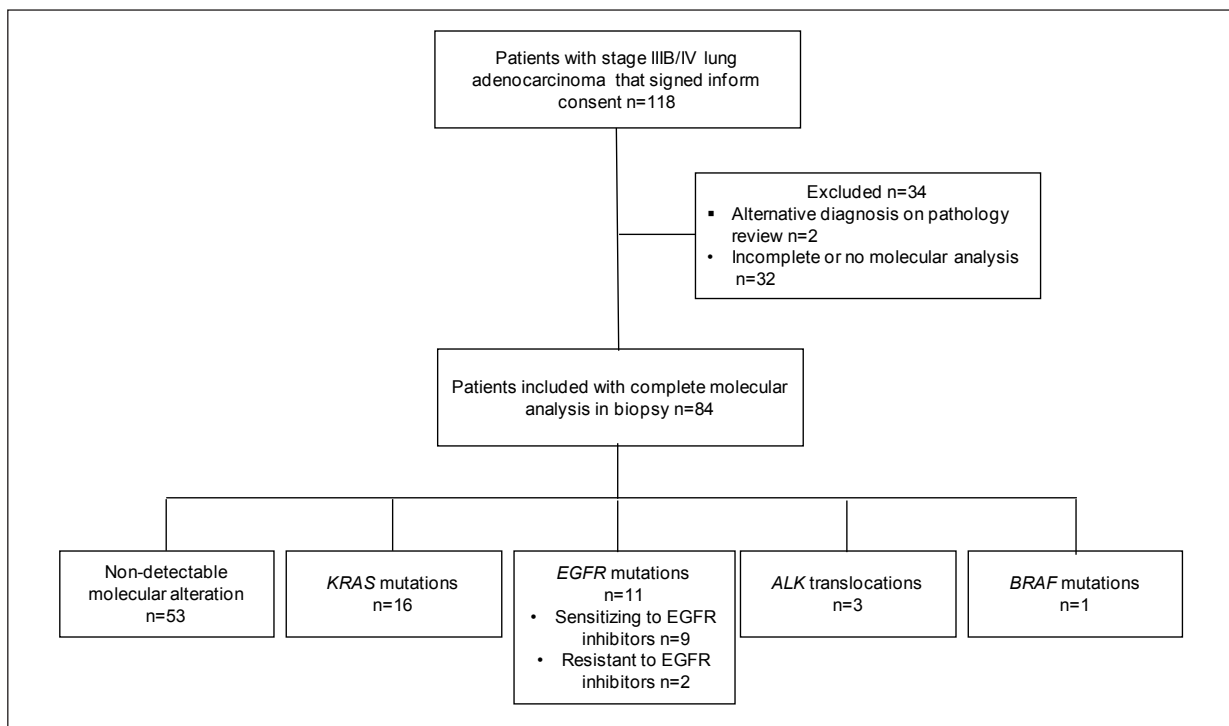 Patients with stage IIIB/IV lung
adenocarcinoma that signed inform
consent n=118
Excluded n=34
▪ Alternative diagnosis on pathology
review n=2
• Incomplete or no molecular analysis
n=32
Patients included with complete molecular
analysis in biopsy n=84
Non-detectable
molecular alteration
n=53
KRAS mutations
n=16
EGFR mutations
n=11
• Sensitizing to EGFR
inhibitors n=9
• Resistant to EGFR
inhibitors n=2
ALK translocations
n=3
BRAF mutations
n=1